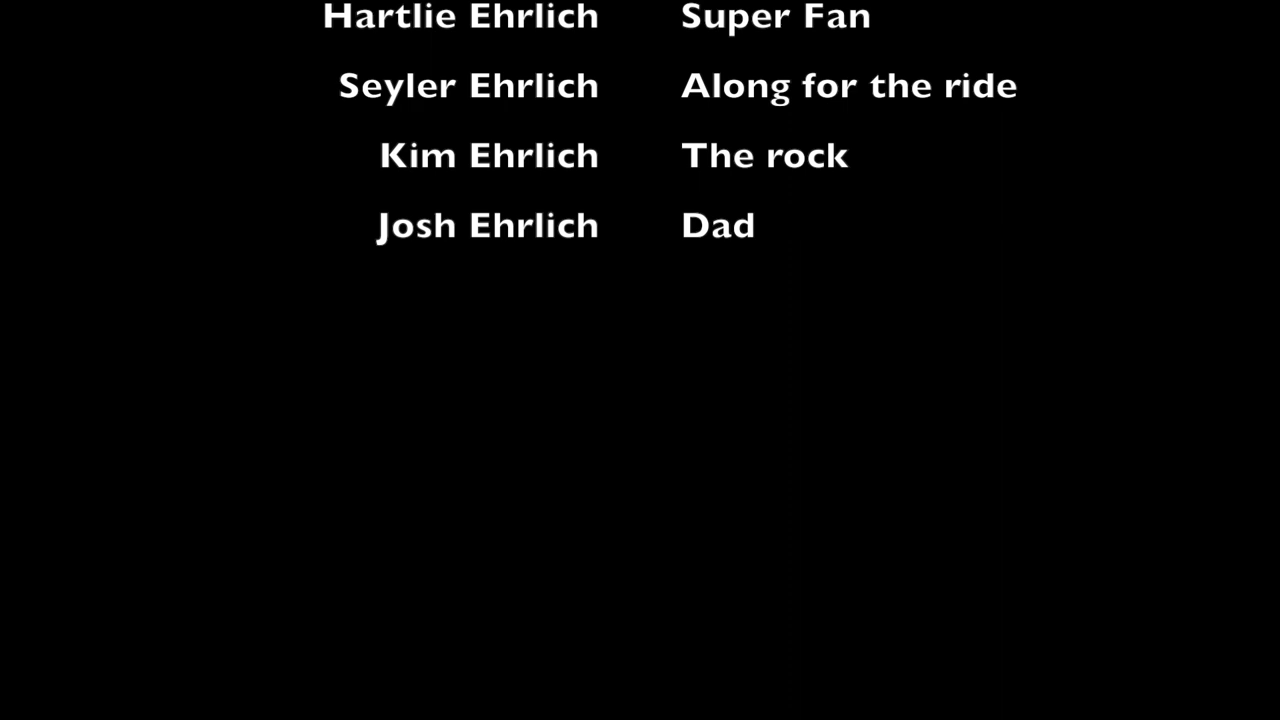 Hartlie Ehrlich Super Fan
Seyler Ehrlich Along for the ride
Kim Ehrlich The rock
Josh Ehrlich Dad